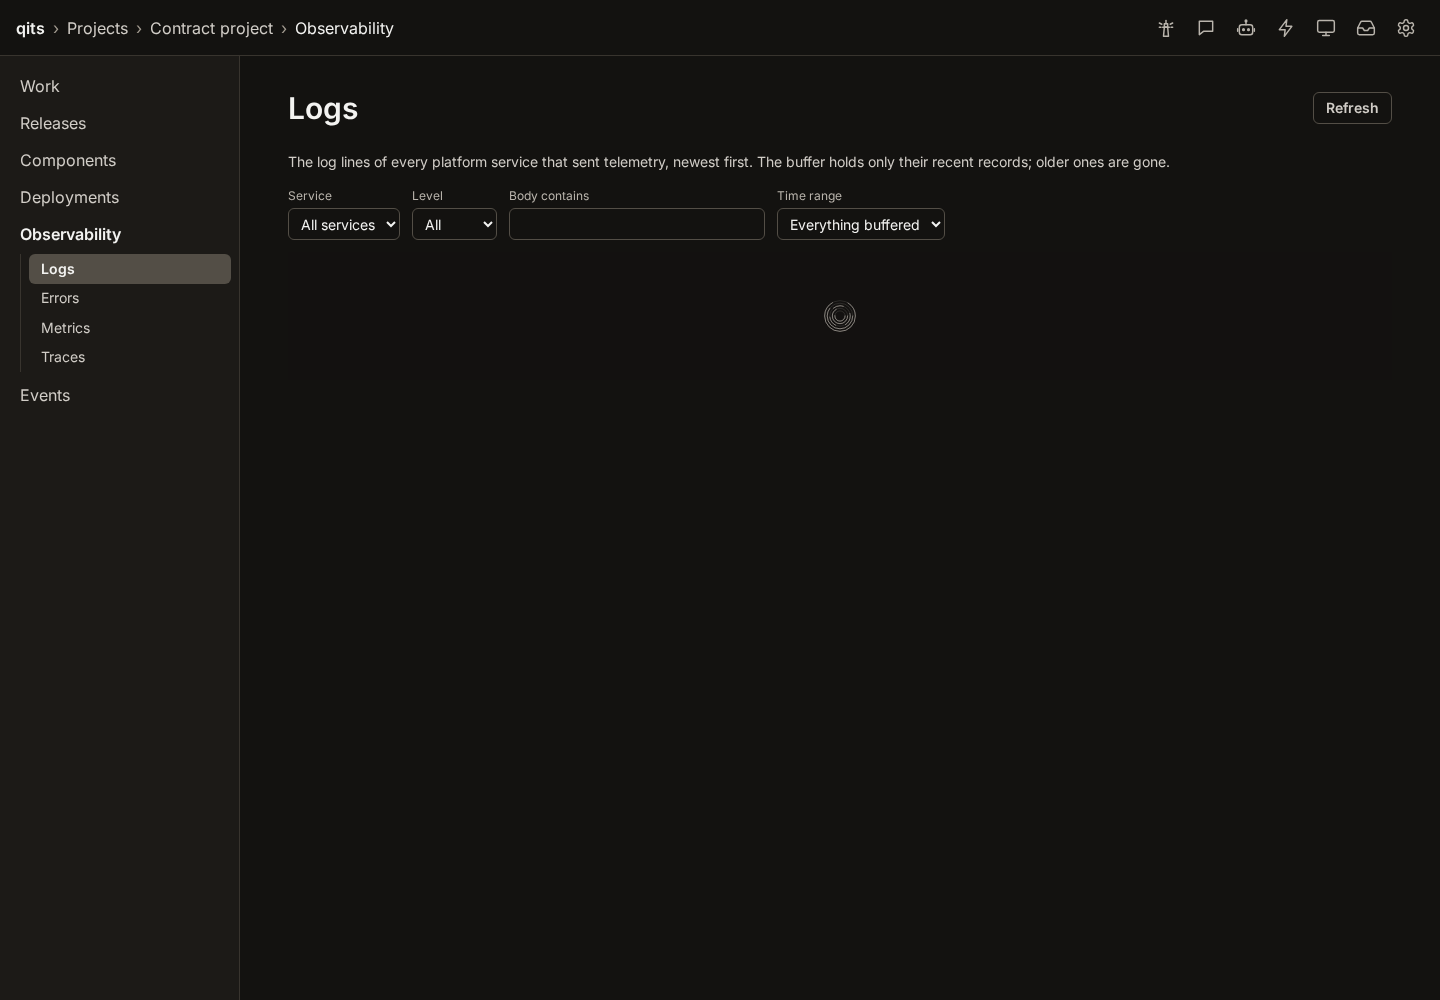 qits › Projects › Contract project › Observability
Work
Releases
Components
Deployments
Observability
Logs
Errors
Metrics
Traces
Events
Logs
Refresh
The log lines of every platform service that sent telemetry, newest first. The buffer holds only their recent records; older ones are gone.
Service Level Body contains Time range
All services All Everything buffered